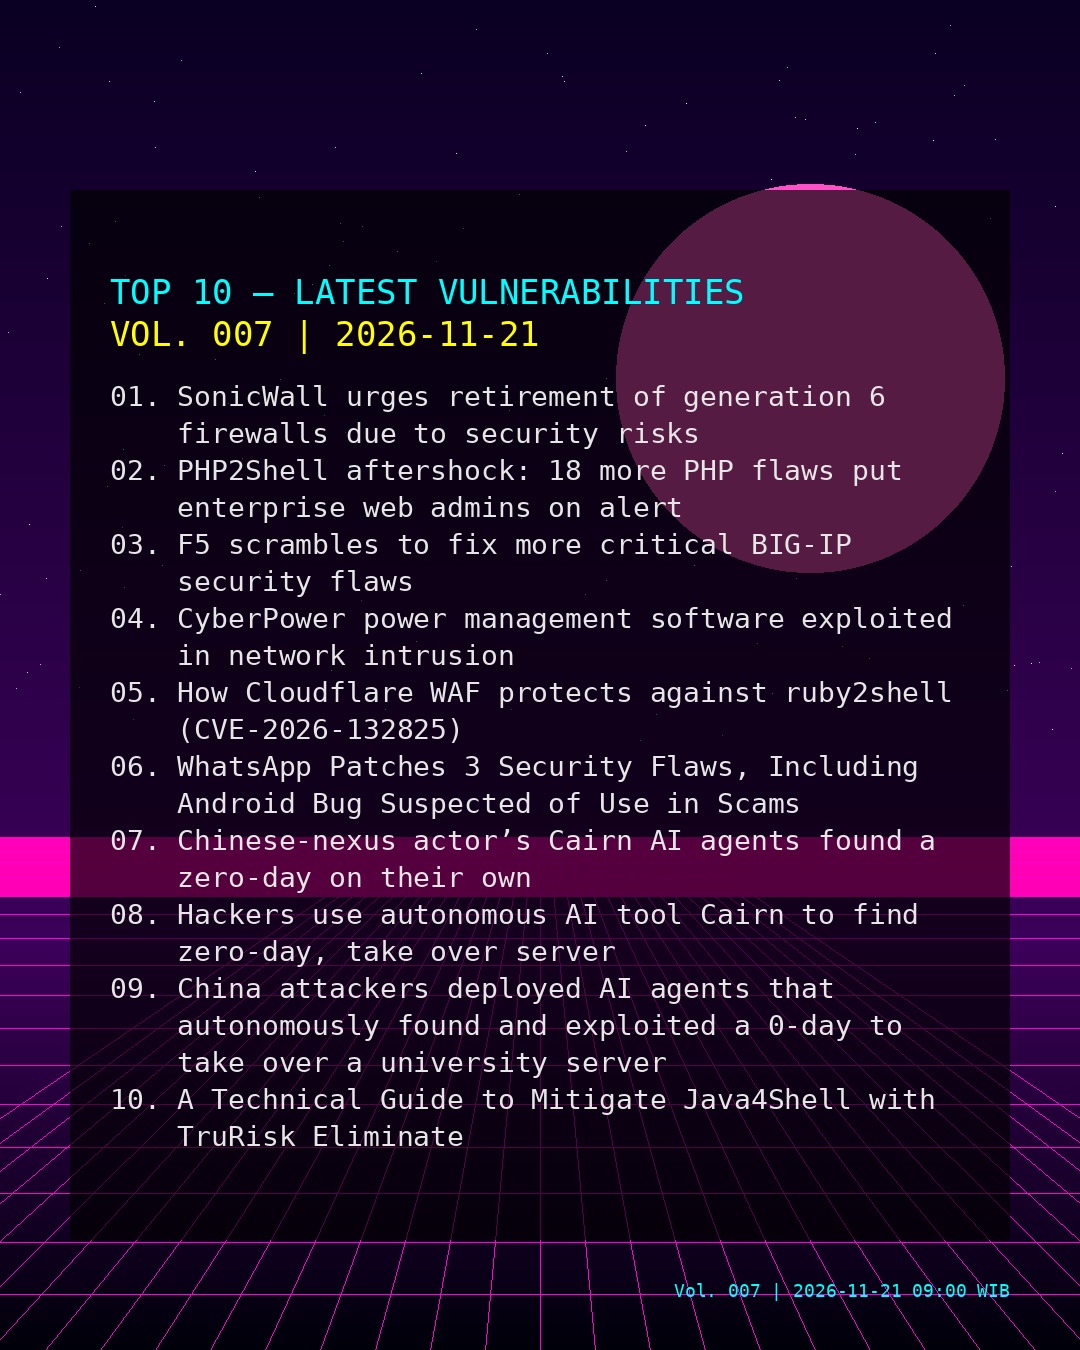 TOP 10 — LATEST VULNERABILITIES
VOL. 007 | 2026-11-21
01. SonicWall urges retirement of generation 6
firewalls due to security risks
02. PHP2Shell aftershock: 18 more PHP flaws put
enterprise web admins on alert
03. F5 scrambles to fix more critical BIG-IP
security flaws
04. CyberPower power management software exploited
in network intrusion
05. How Cloudflare WAF protects against ruby2shell
(CVE-2026-132825)
06. WhatsApp Patches 3 Security Flaws, Including
Android Bug Suspected of Use in Scams
07. Chinese-nexus actor’s Cairn AI agents found a
zero-day on their own
08. Hackers use autonomous AI tool Cairn to find
zero-day, take over server
09. China attackers deployed AI agents that
autonomously found and exploited a 0-day to
take over a university server
10. A Technical Guide to Mitigate Java4Shell with
TruRisk Eliminate
Vol. 007 | 2026-11-21 09:00 WIB